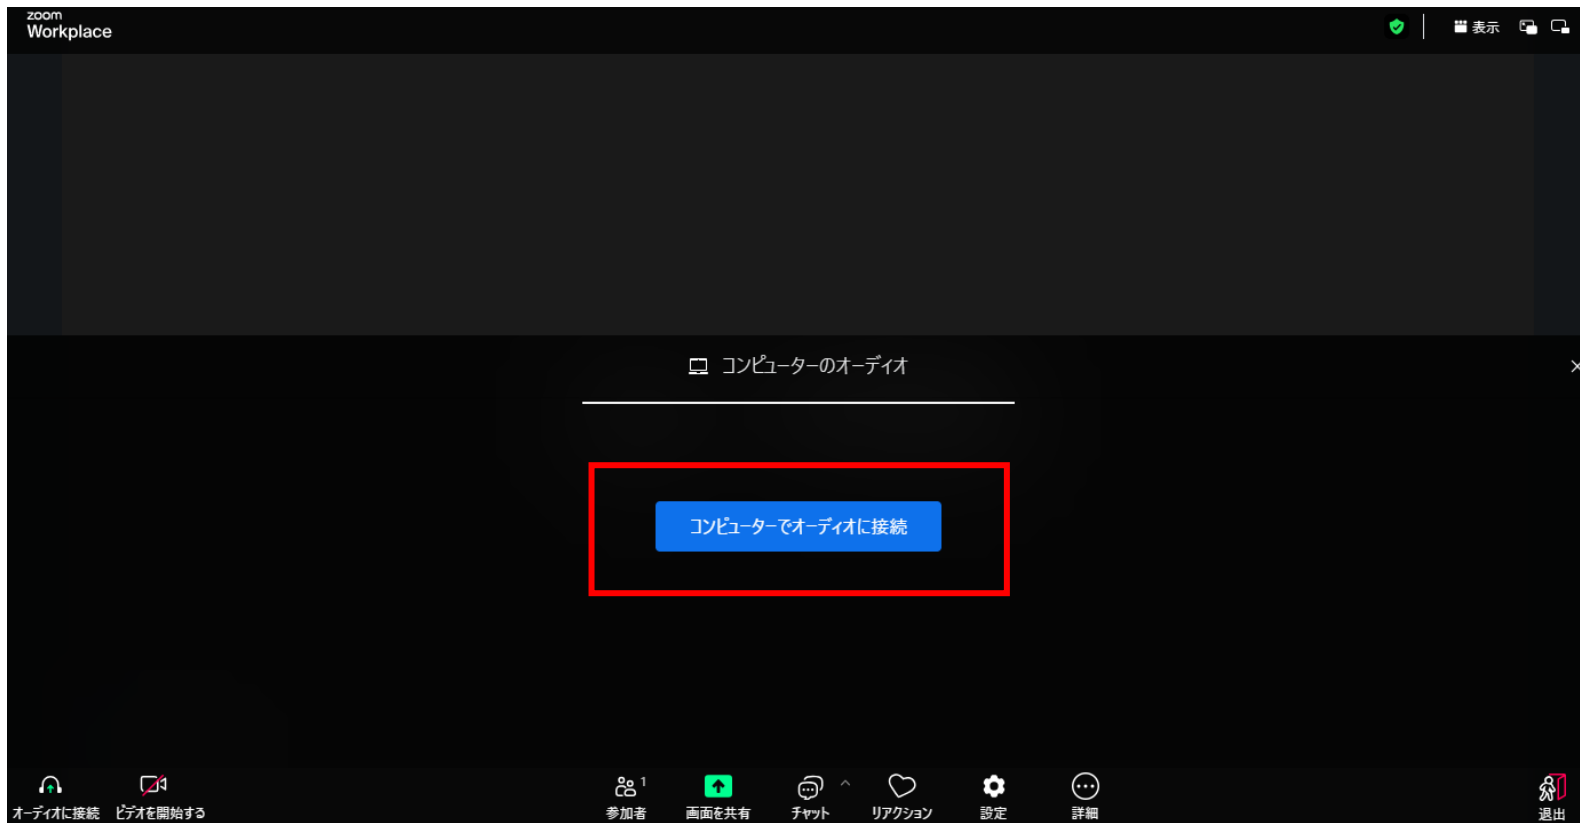 zoom
Workplace
表示
コンピューターのオーディオ
コンピューターでオーディオに接続
オーディオに接続
ビデオを開始する
参加者 1
画面を共有
チャット
リアクション
設定
詳細
退出